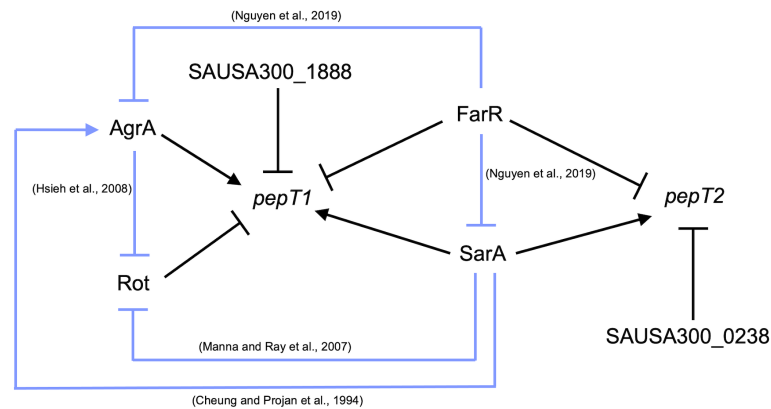 (Nguyen et al., 2019)
SAUSA300_1888
AgrA
FarR
(Hsieh et al., 2008)
(Nguyen et al., 2019)
pepT1
pepT2
Rot
SarA
SAUSA300_0238
(Manna and Ray et al., 2007)
(Cheung and Projan et al., 1994)